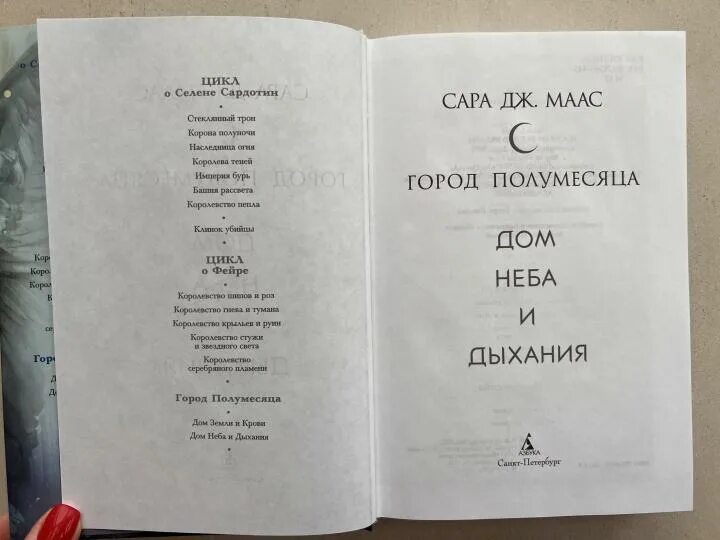 ЦИКЛ
о Селене Сардотин
Стеклянный трон
Корона полуночи
Наследница огня
Королева теней
Империя бурь
Башня рассвета
Королевство пепла
Клинок убийцы
ЦИКЛ
о Фейре
Королевство шипов и роз
Королевство гнева и тумана
Королевство крыльев и руин
Королевство стужи
и звездного света
Королевство
серебряного пламени
Город Полумесяца
Дом Земли и Крови
Дом Неба и Дыхания
САРА ДЖ. МААС
ГОРОД ПОЛУМЕСЯЦА
ДОМ
НЕБА
И
ДЫХАНИЯ
АЗБУКА
Санкт-Петербург